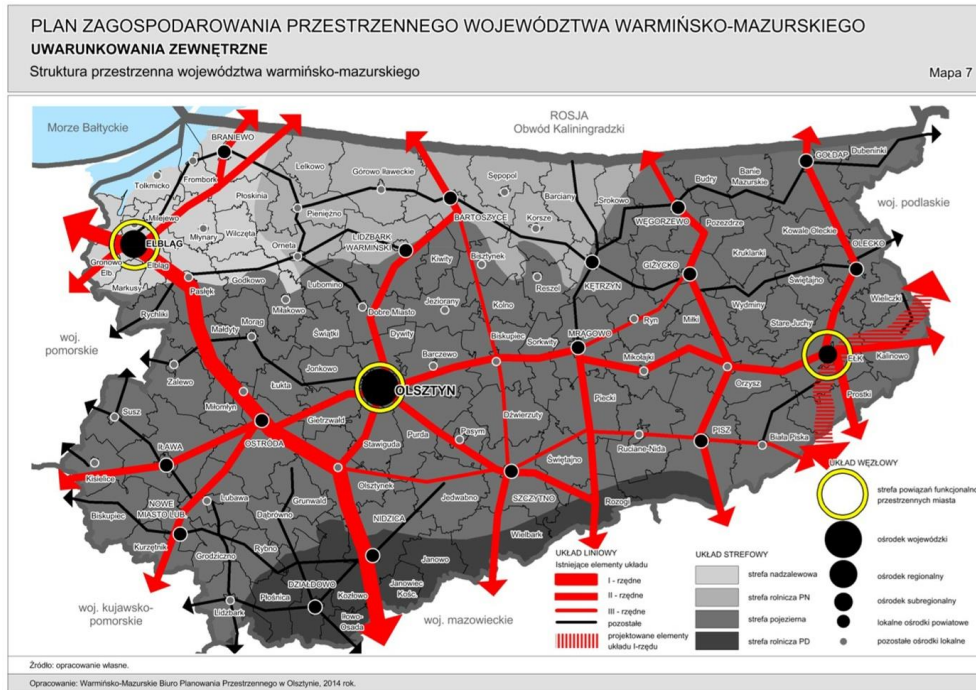 PLAN ZAGOSPODAROWANIA PRZESTRZENNEGO WOJEWÓDZTWA WARMIŃSKO-MAZURSKIEGO
UWARUNKOWANIA ZEWNĘTRZNE
Struktura przestrzenna województwa warmińsko-mazurskiego
Mapa 7
Morze Bałtyckie
ROSJA
Obwód Kaliningradzki
BRANIEWO
GOŁDAP
Dubeninki
Lelkowo
Górowo Iławeckie
Sępopol
Budry
Banie
Mazurskie
Frombork
Tolkmicko
Płoskinia
Barciany
Srokowo
woj. podlaskie
Pieniężno
BARTOSZYCE
Korsze
WĘGORZEWO
Pozezdrze
Milejewo
Młynary
Wilczęta
Kowale Oleckie
ELBLĄG
Orneta
LIDZBARK
WARMIŃSKI
Kiwity
Bisztynek
Kruklanki
OLECKO
Gronowo
Elb.
Elbląg
Godkowo
Reszel
KĘTRZYN
GIŻYCKO
Świętajno
Markusy
Pasłęk
Lubomino
Wydminy
Wieliczki
Rychliki
Miłakowo
Jeziorany
Kolno
Dobre Miasto
Ryn
Miłki
Stare Juchy
Małdyty
Morąg
Świątki
Dywity
Biskupiec
Sorkwity
MRĄGOWO
woj.
pomorskie
Jonkowo
Barczewo
Mikołajki
EŁK
Kalinowo
Zalewo
Łukta
OLSZTYN
Orzysz
Miłomłyn
Piecki
Prostki
Susz
Gietrzwałd
Dźwierzuty
OSTRÓDA
Stawiguda
Purda
Pasym
PISZ
Biała Piska
IŁAWA
Ruciane-Nida
Świętajno
Kisielice
Olsztynek
SZCZYTNO
Lubawa
Grunwald
Jedwabno
Rozogi
NOWE
MIASTO LUB.
Biskupiec
Dąbrówno
NIDZICA
Wielbark
Kurzętnik
Grodziczno
Rybno
Janowo
DZIAŁDOWO
Kozłowo
Janowiec
Kośc.
Płośnica
Lidzbark
Iłowo-
Osada
woj. kujawsko-
pomorskie
woj. mazowieckie
UKŁAD LINIOWY
Istniejące elementy
układu
I - rzędne
II - rzędne
III - rzędne
pozostałe
projektowane elementy
układu I-rzędu
UKŁAD STREFOWY
strefa nadzalewowa
strefa rolnicza PN
strefa pojezierna
strefa rolnicza PD
UKŁAD WĘZŁOWY
strefa powiązań funkcjonalno
przestrzennych miasta
ośrodek wojewódzki
ośrodek regionalny
ośrodek subregionalny
lokalne ośrodki powiatowe
pozostałe ośrodki lokalne
Źródło: opracowanie własne.
Opracowanie: Warmińsko-Mazurskie Biuro Planowania Przestrzennego w Olsztynie, 2014 rok.